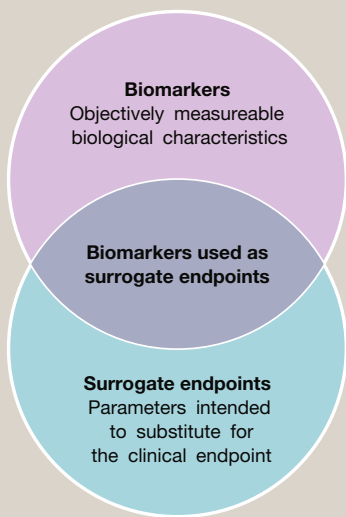 Biomarkers
Objectively measureable
biological characteristics
Biomarkers used as
surrogate endpoints
Surrogate endpoints
Parameters intended
to substitute for
the clinical endpoint